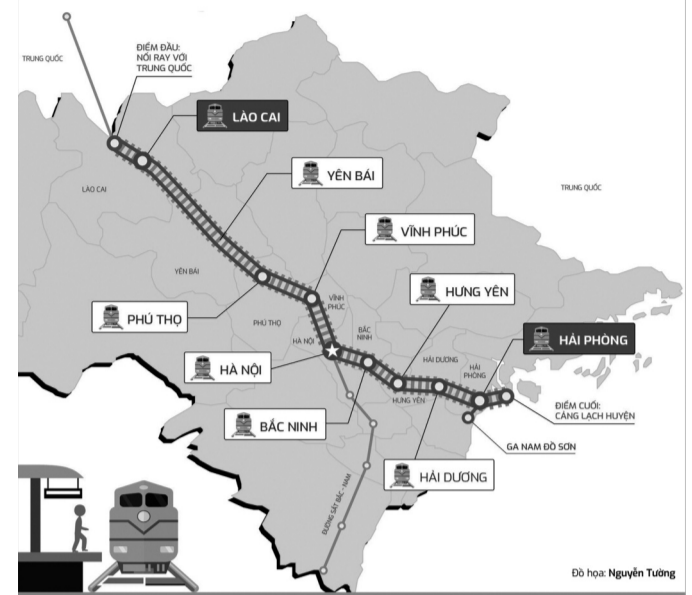 TRUNG QUỐC
ĐIỂM ĐẦU:
NỐI RAY VỚI
TRUNG QUỐC
LÀO CAI
YÊN BÁI
LÀO CAI
TRUNG QUỐC
VĨNH PHÚC
YÊN BÁI
HƯNG YÊN
VĨNH
PHÚC
PHÚ THỌ
PHÚ THỌ
BẮC
NINH
HÀ NỘI
HẢI PHÒNG
HÀ NỘI
HẢI DƯƠNG
HẢI
PHÒNG
HƯNG YÊN
ĐIỂM CUỐI:
CẢNG LẠCH HUYỆN
BẮC NINH
GA NAM ĐỒ SƠN
HẢI DƯƠNG
ĐƯỜNG SẮT BẮC - NAM
Đồ họa: Nguyễn Tường